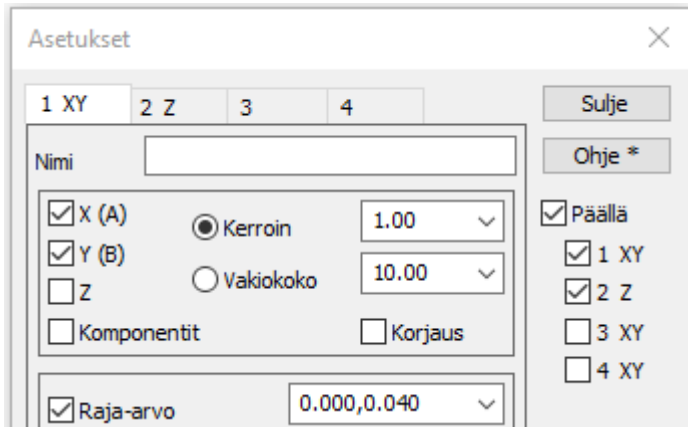 Asetukset
1 XY 2 Z 3 4 Sulje
Nimi Ohje *
X (A) Kerroin 1.00 Päällä
Y (B) 1 XY
Z Vakiokoko 10.00 2 Z
Komponentit Korjaus 3 XY
4 XY
Raja-arvo 0.000,0.040